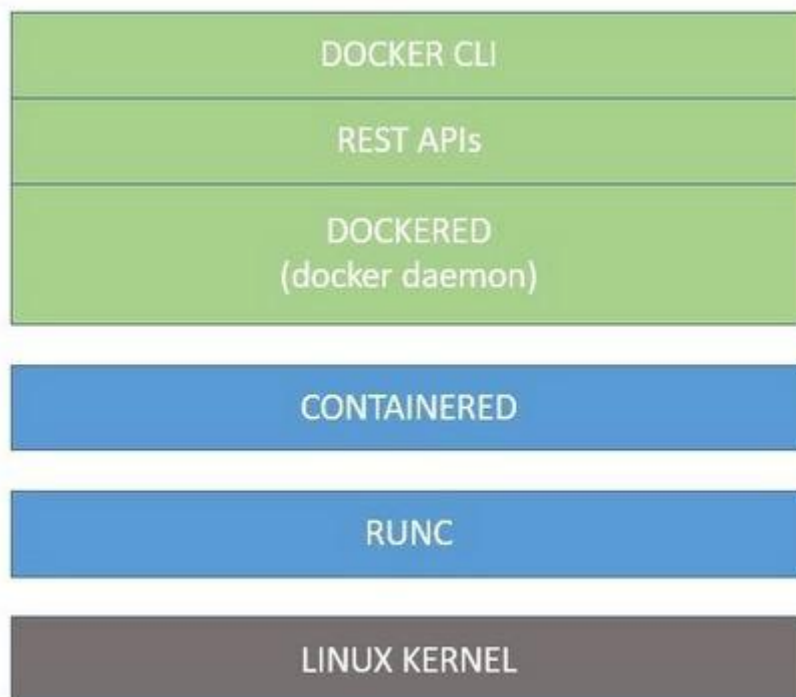 DOCKER CLI
REST APIs
DOCKERED
(docker daemon)
CONTAINERED
RUNC
LINUX KERNEL